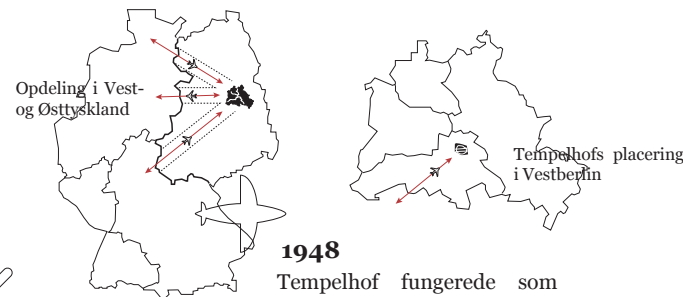 Opdeling i Vest-
og Østtyskland
Tempelhofs placering
i Vestberlin
1948
Tempelhof fungerede som